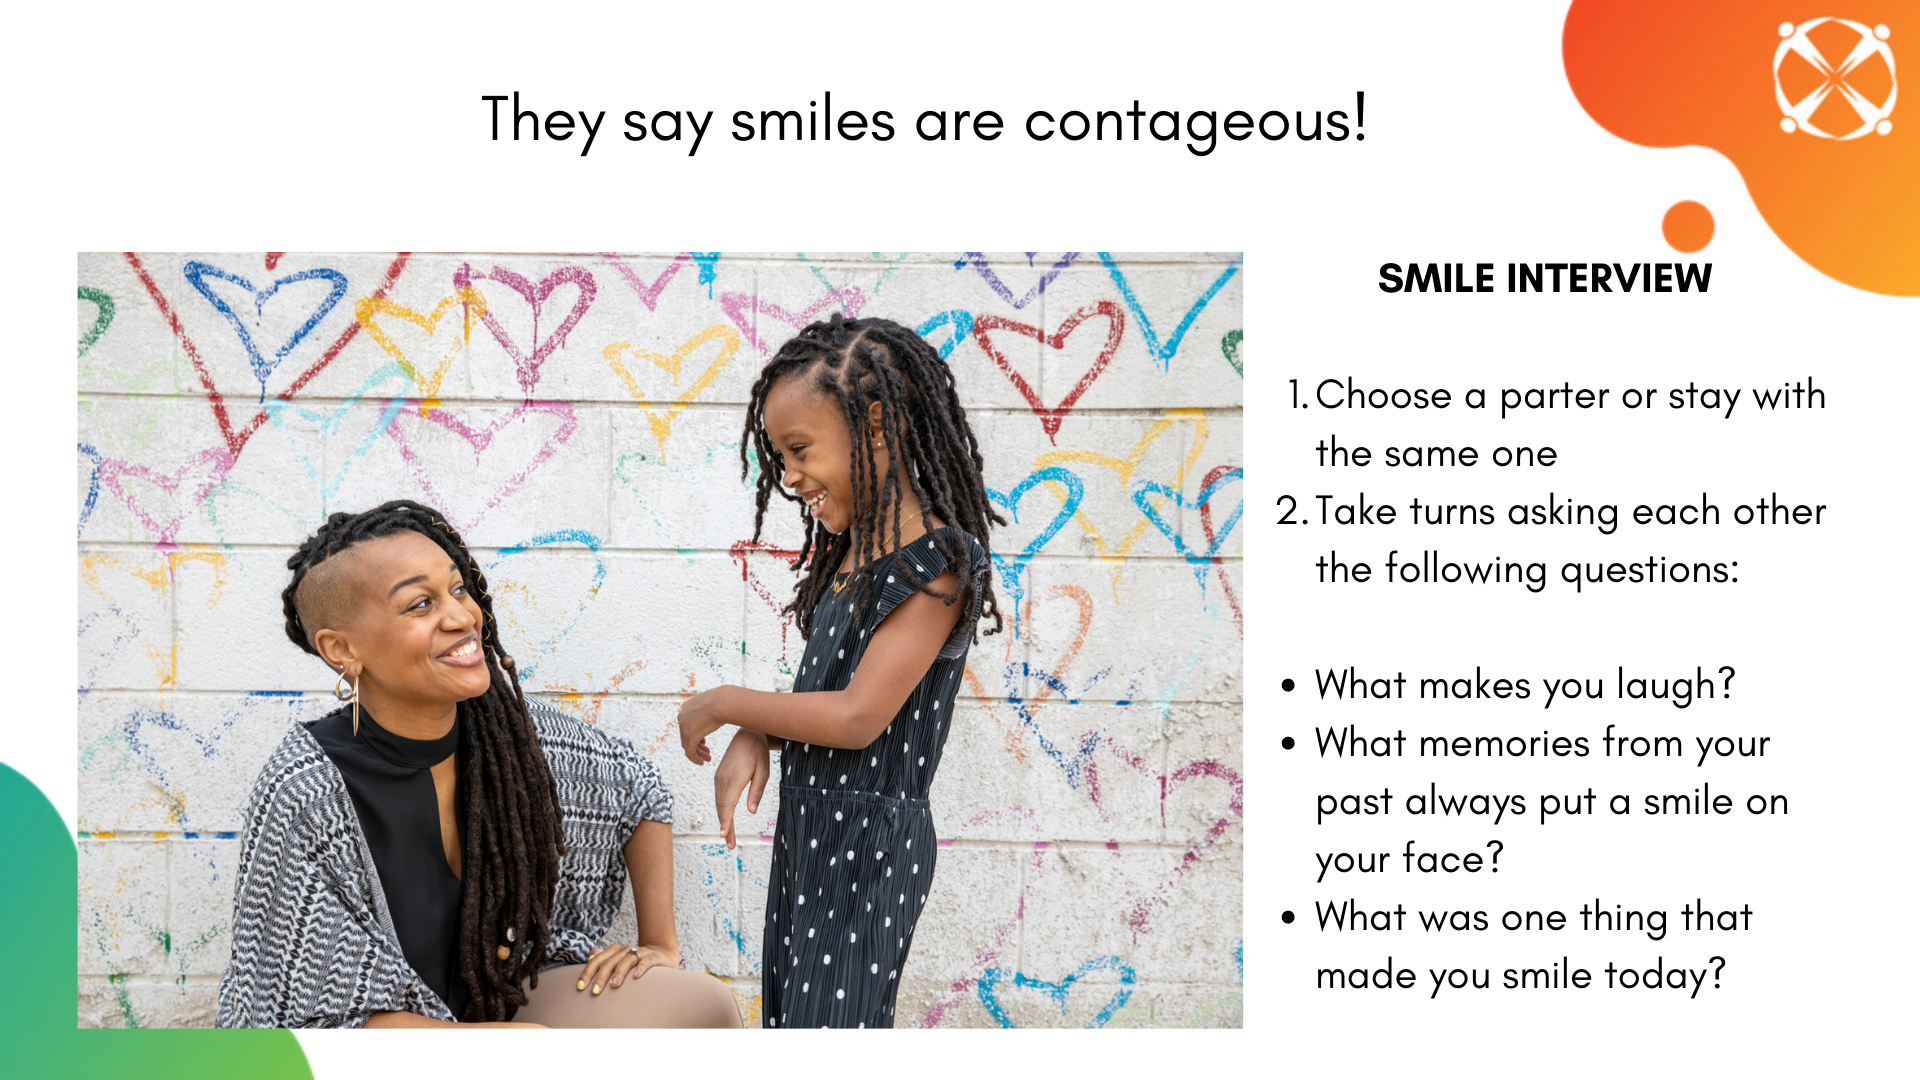 They say smiles are contageous!
SMILE INTERVIEW
1. Choose a parter or stay with
the same one
2. Take turns asking each other
the following questions:
• What makes you laugh?
• What memories from your
past always put a smile on
your face?
• What was one thing that
made you smile today?